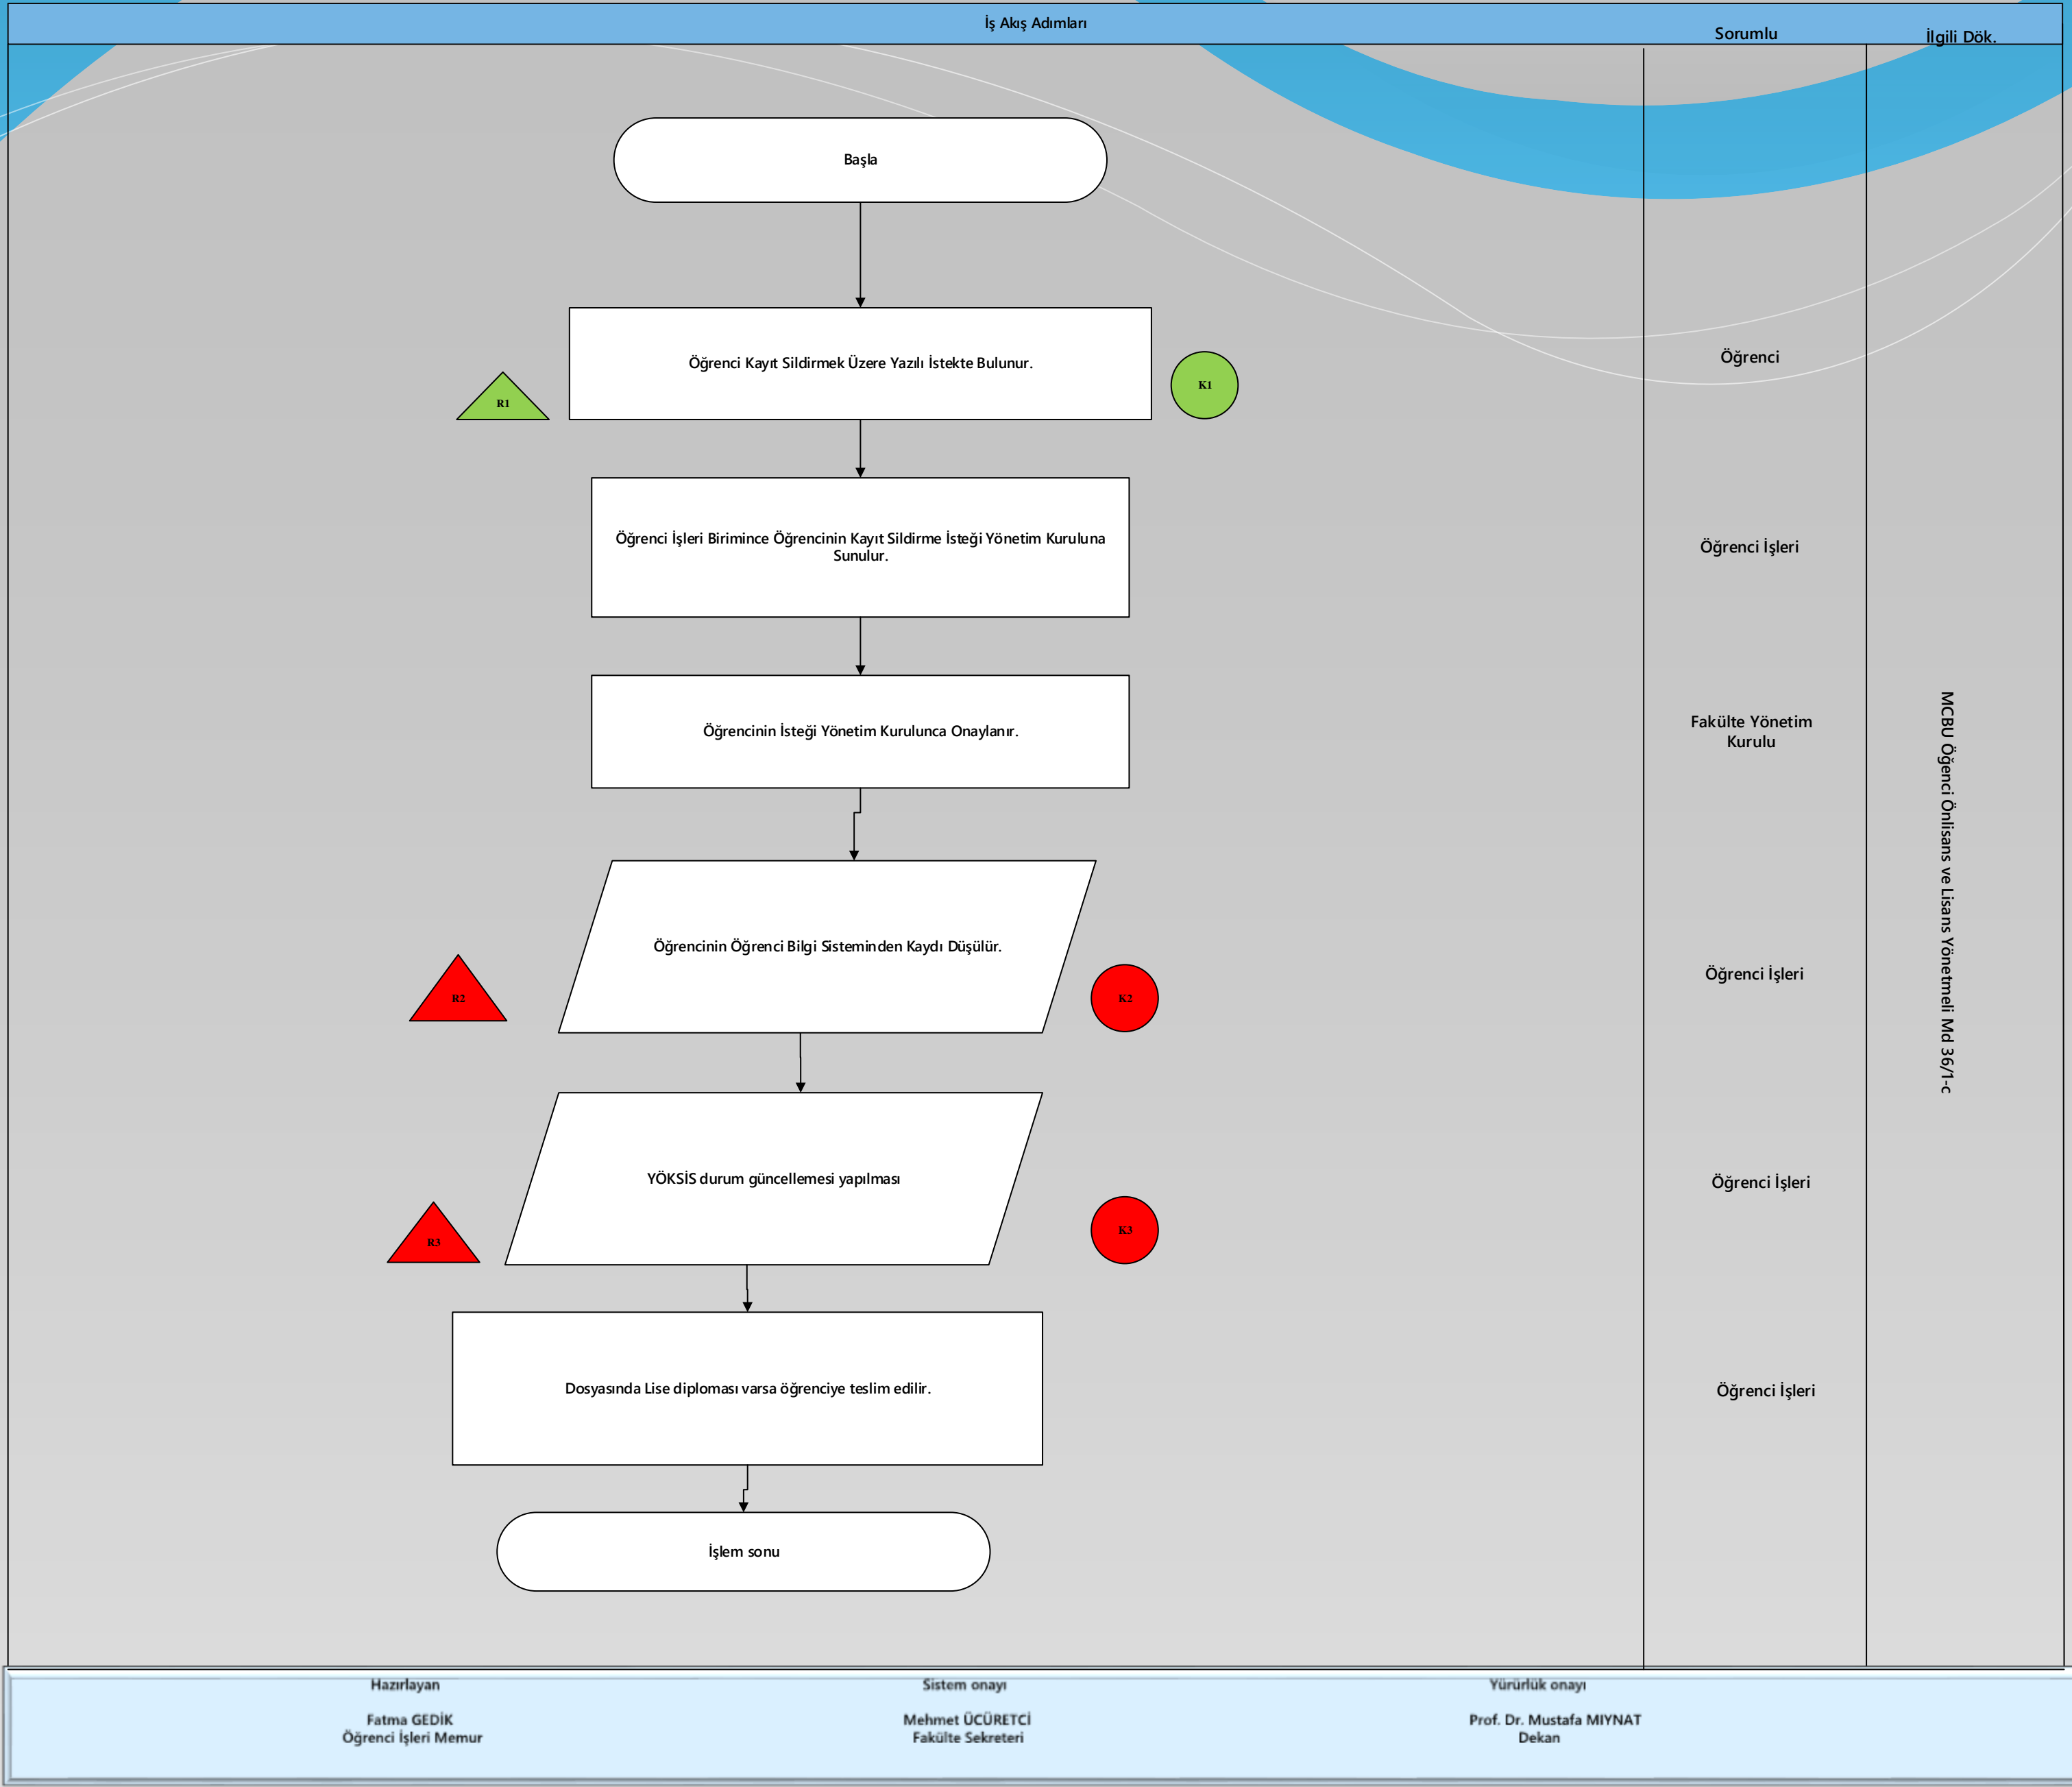 İş Akış Adımları
Sorumlu
İlgili Dök.
Başla
Öğrenci Kayıt Sildirmek Üzere Yazılı İstekte Bulunur.
R1
K1
Öğrenci
Öğrenci İşleri Birimince Öğrencinin Kayıt Sildirme İsteği Yönetim Kuruluna
Sunulur.
Öğrenci İşleri
Öğrencinin İsteği Yönetim Kurulunca Onaylanır.
Fakülte Yönetim
Kurulu
MCBU Öğenci Önlisans ve Lisans Yönetmeli Md 36/1-c
Öğrencinin Öğrenci Bilgi Sisteminden Kaydı Düşülür.
R2
K2
Öğrenci İşleri
YÖKSİS durum güncellemesi yapılması
R3
K3
Öğrenci İşleri
Dosyasında Lise diploması varsa öğrenciye teslim edilir.
Öğrenci İşleri
İşlem sonu
Hazırlayan
Fatma GEDİK
Öğrenci İşleri Memur
Sistem onayı
Mehmet ÜCÜRETCİ
Fakülte Sekreteri
Yürürlük onayı
Prof. Dr. Mustafa MIYNAT
Dekan